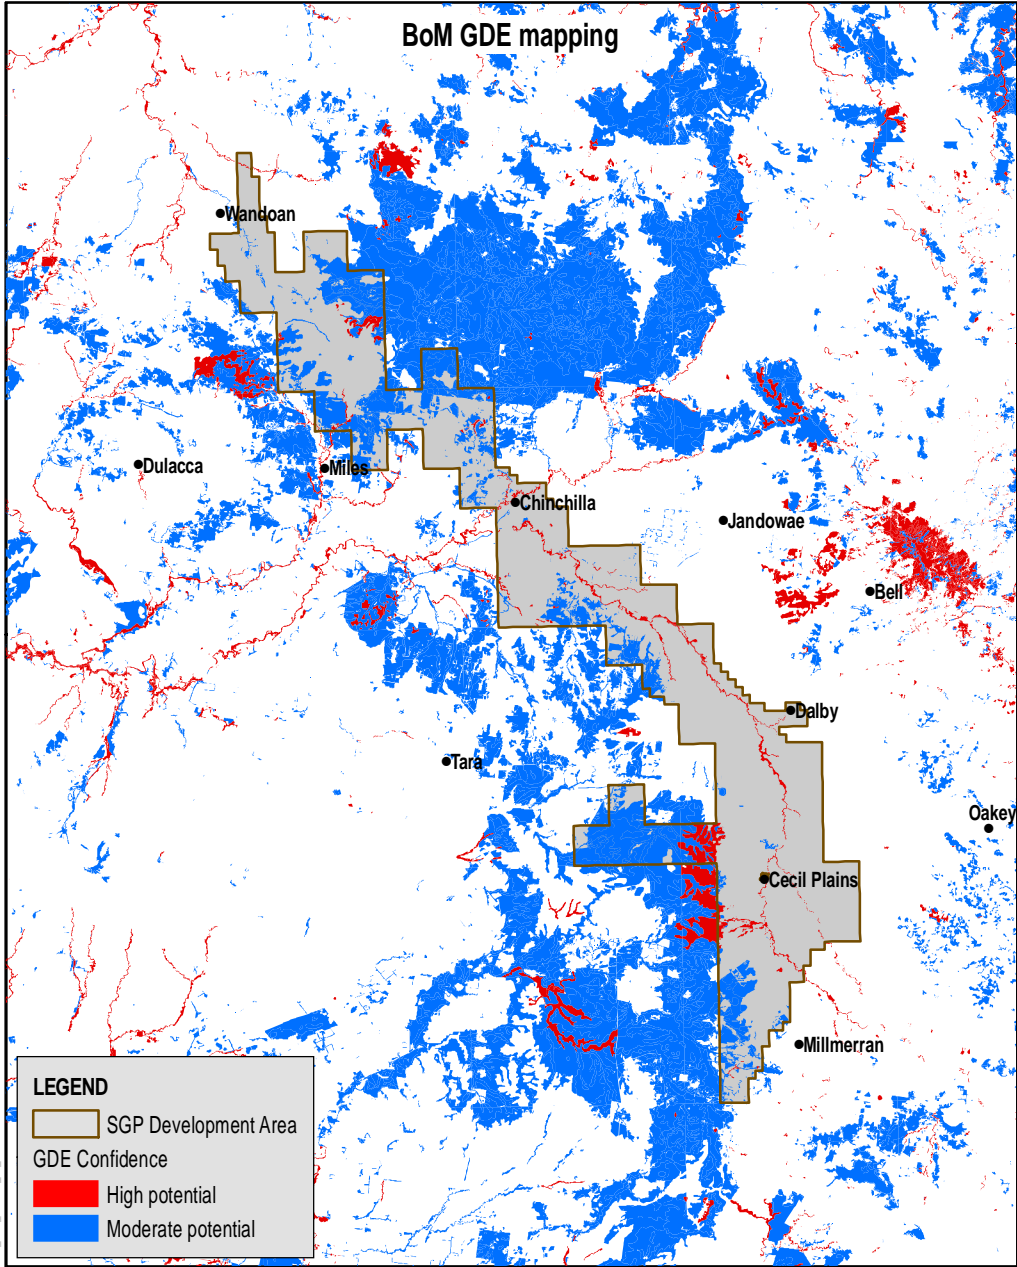 BoM GDE mapping
Wandoan
Dulacca
Miles
Chinchilla
Jandowae
Bell
Dalby
Tara
Oakey
Cecil Plains
Millmerran
LEGEND
SGP Development Area
GDE Confidence
High potential
Moderate potential